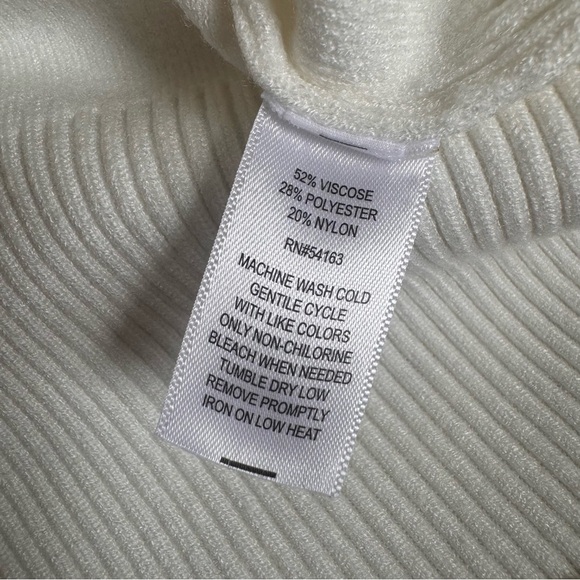 52% VISCOSE
28% POLYESTER
20% NYLON
RN#54163
MACHINE WASH COLD
GENTILE CYCLE
WITH LIKE COLORS
ONLY NON-CHILORINE
BLEACH WHEN NEEDED
TUMBLE DRY LOW
REMOVE PROMPTLY
IRON ON LOW HEAT